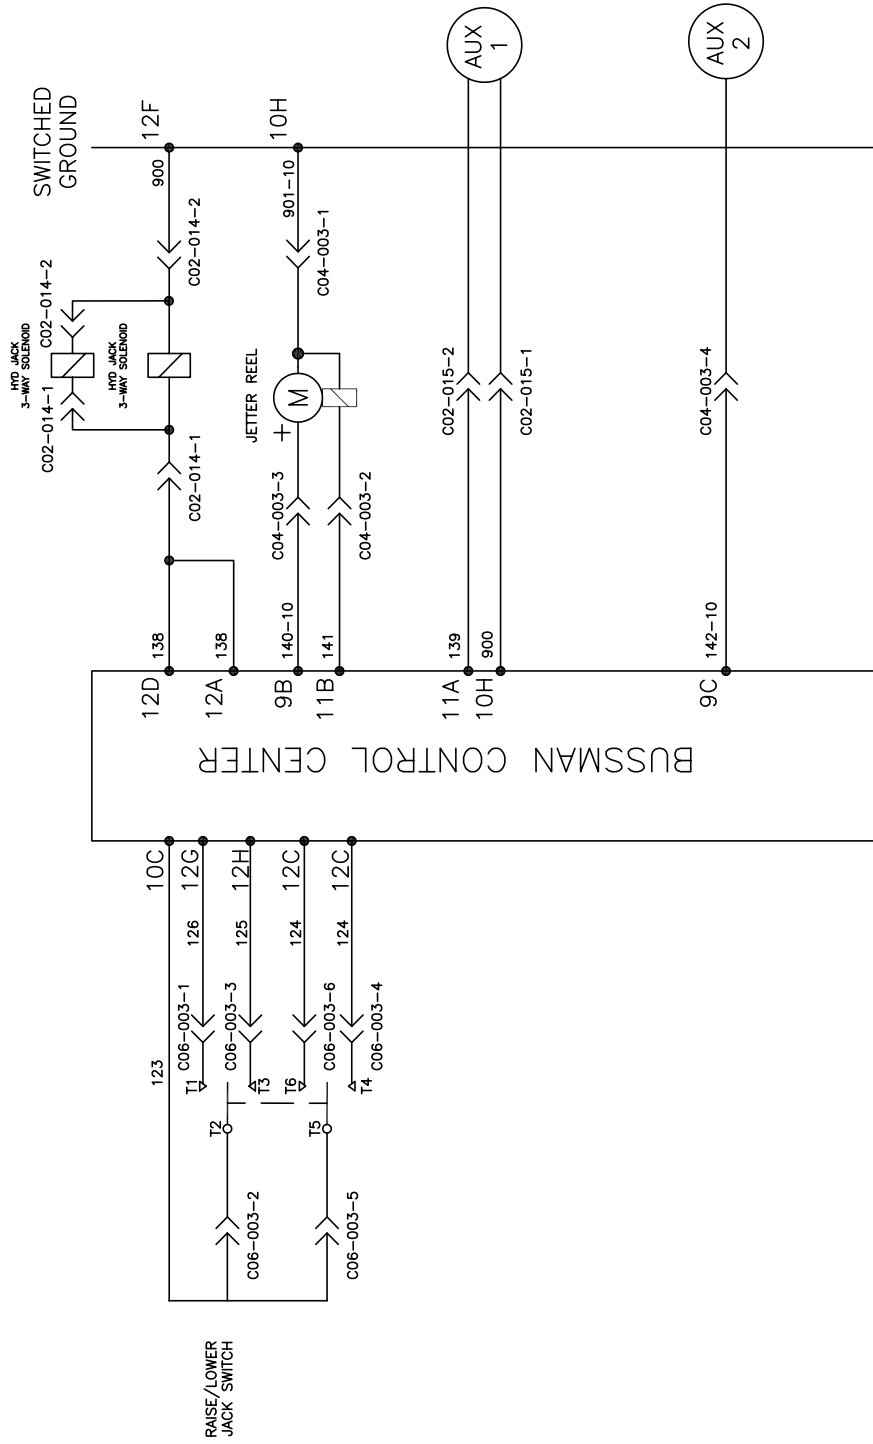 RAISE/LOWER
JACK SWITCH
C06-003-2
C06-003-5
T2
T5
123
T1
T3
T6
T4
C06-003-1
C06-003-3
C06-003-6
C06-003-4
126
125
124
124
10C
12G
12H
12C
12C
BUSSMAN CONTROL CENTER
12D
12A
9B
11B
11A
10H
9C
138
138
140-10
141
139
900
142-10
C02-014-1
C04-003-3
C04-003-2
C02-014-1
HYD JACK
3-WAY SOLENOID
HYD JACK
3-WAY SOLENOID
C02-014-2
C02-014-2
JETTER REEL
+
M
C04-003-1
C02-015-2
C02-015-1
C04-003-4
900
901-10
12F
10H
SWITCHED
GROUND
AUX
1
AUX
2